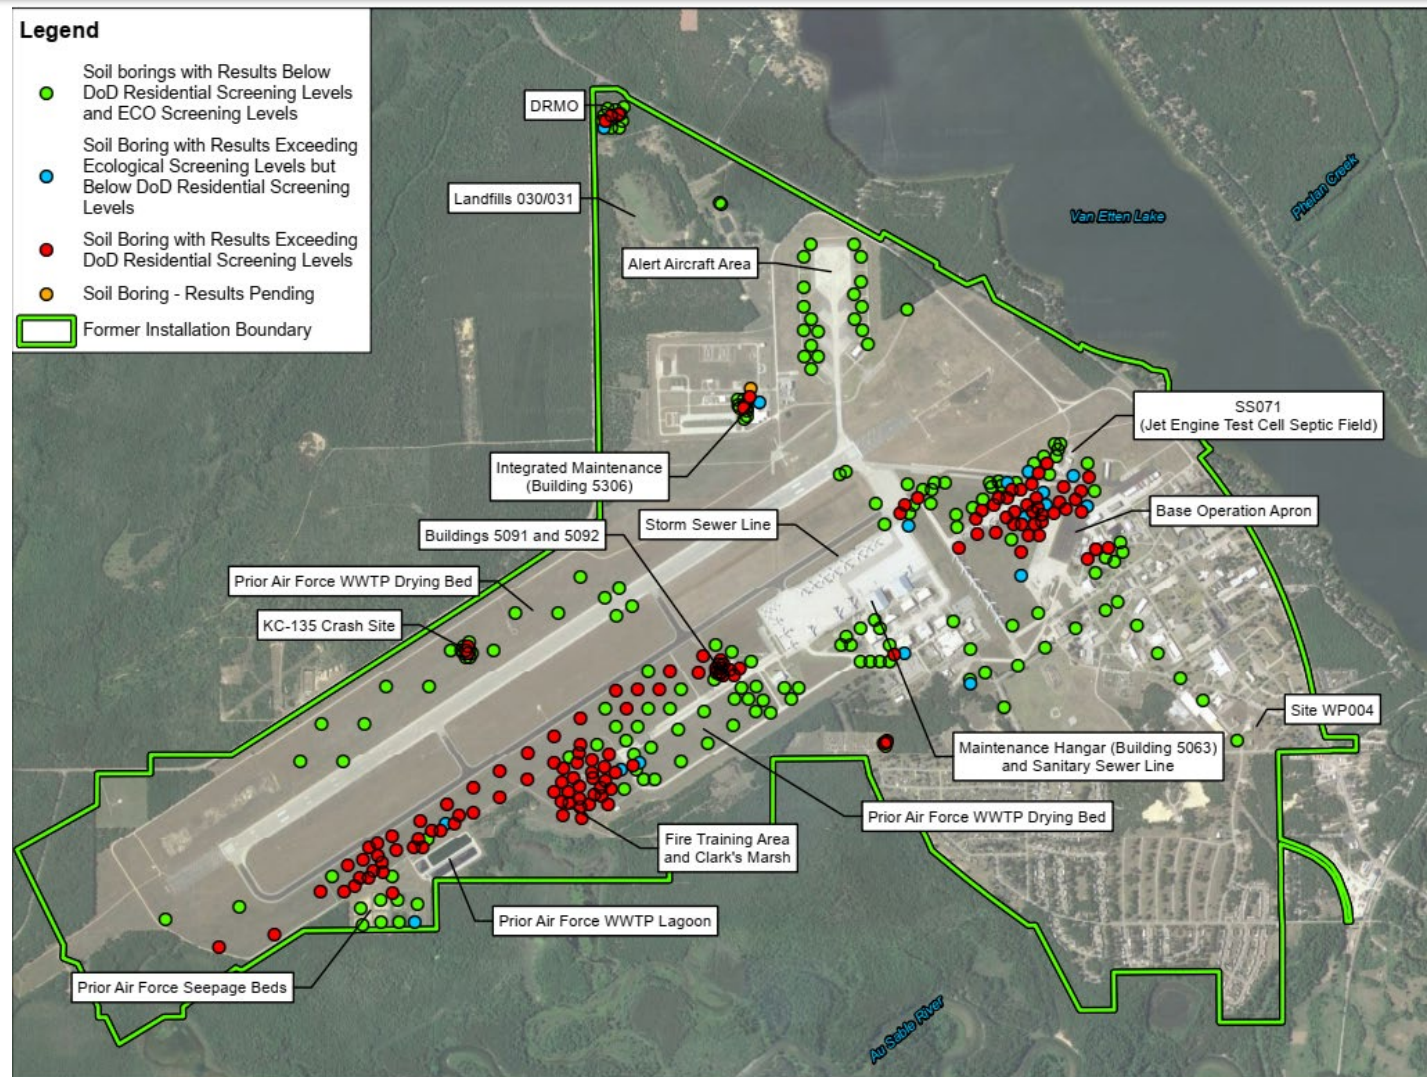 Legend
Soil borings with Results Below
DoD Residential Screening Levels
and ECO Screening Levels
Soil Boring with Results Exceeding
Ecological Screening Levels but
Below DoD Residential Screening
Levels
Soil Boring with Results Exceeding
DoD Residential Screening Levels
Soil Boring - Results Pending
Former Installation Boundary
DRMO
Landfills 030/031
Alert Aircraft Area
Van Etten Lake
Phelan Creek
SS071
(Jet Engine Test Cell Septic Field)
Integrated Maintenance
(Building 5306)
Base Operation Apron
Storm Sewer Line
Buildings 5091 and 5092
Prior Air Force WWTP Drying Bed
KC-135 Crash Site
Site WP004
Maintenance Hangar (Building 5063)
and Sanitary Sewer Line
Prior Air Force WWTP Drying Bed
Fire Training Area
and Clark's Marsh
Prior Air Force WWTP Lagoon
Prior Air Force Seepage Beds
Au Sable River